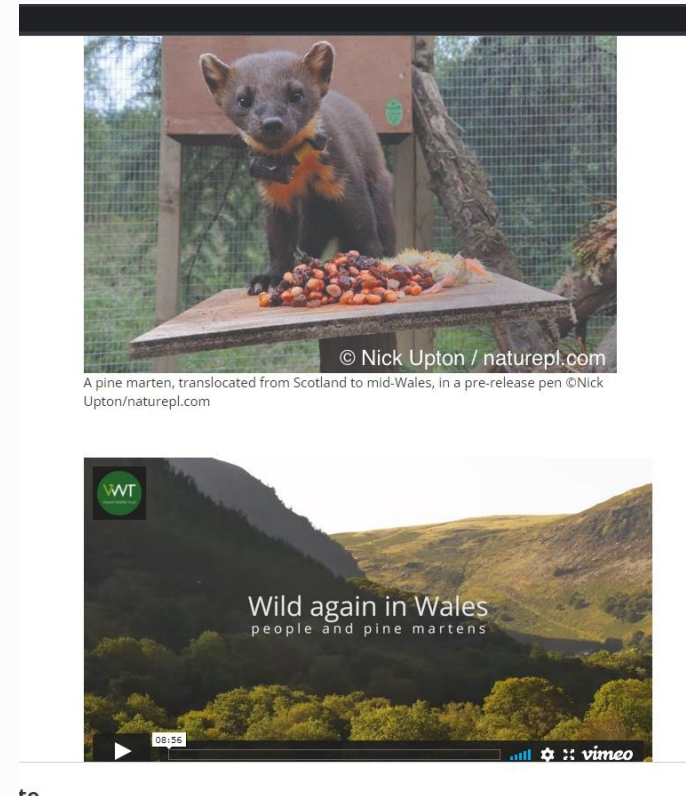 © Nick Upton / naturepl.com
A pine marten, translocated from Scotland to mid-Wales, in a pre-release pen ©Nick
Upton/naturepl.com
VWT
Wild again in Wales
people and pine martens
08:56
vimeo